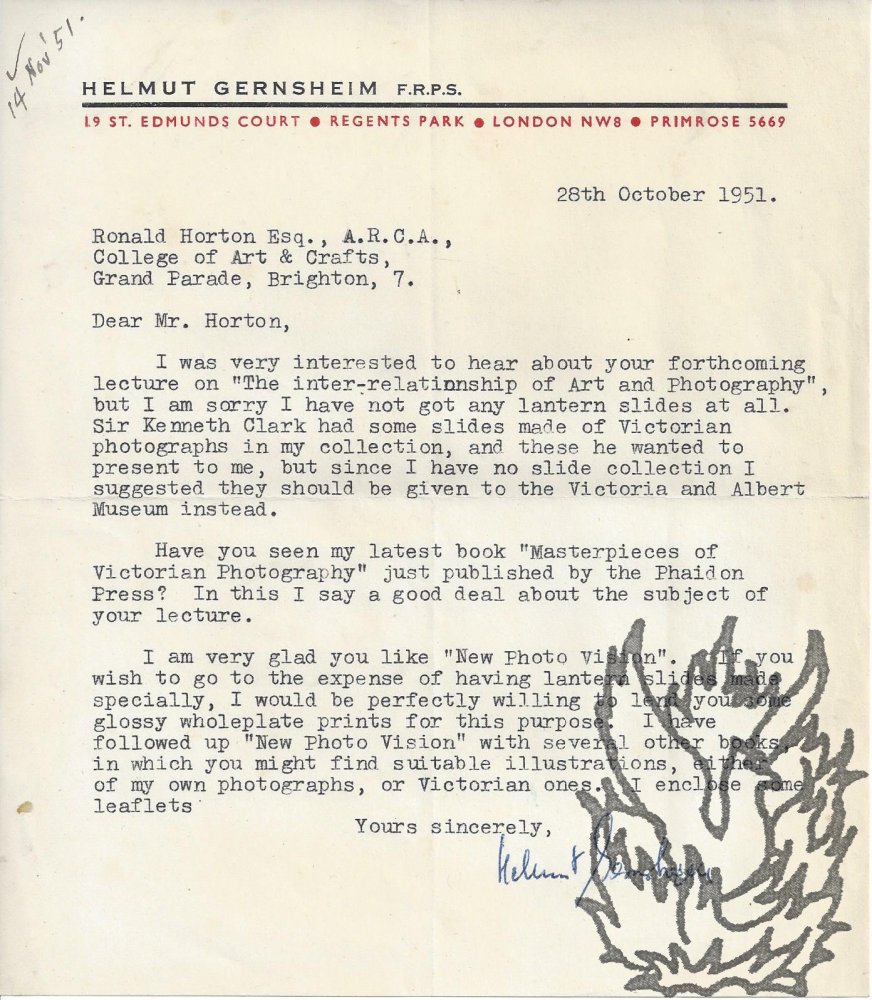 14 Nov '51.
HELMUT GERNSHEIM F.R.P.S.
19 ST. EDMUNDS COURT ● REGENTS PARK ● LONDON NW8 ● PRIMROSE 5669
28th October 1951.
Ronald Horton Esq., A.R.C.A.,
College of Art & Crafts,
Grand Parade, Brighton, 7.
Dear Mr. Horton,
I was very interested to hear about your forthcoming
lecture on "The inter-relatinnship of Art and Photography",
but I am sorry I have not got any lantern slides at all.
Sir Kenneth Clark had some slides made of Victorian
photographs in my collection, and these he wanted to
present to me, but since I have no slide collection I
suggested they should be given to the Victoria and Albert
Museum instead.
Have you seen my latest book "Masterpieces of
Victorian Photography" just published by the Phaidon
Press? In this I say a good deal about the subject of
your lecture.
I am very glad you like "New Photo Vision". If you
wish to go to the expense of having lantern slides made
specially, I would be perfectly willing to lend you some
glossy wholeplate prints for this purpose. I have
followed up "New Photo Vision" with several other books,
in which you might find suitable illustrations, either
of my own photographs, or Victorian ones. I enclose some
leaflets
Yours sincerely,
Helmut Gernsheim